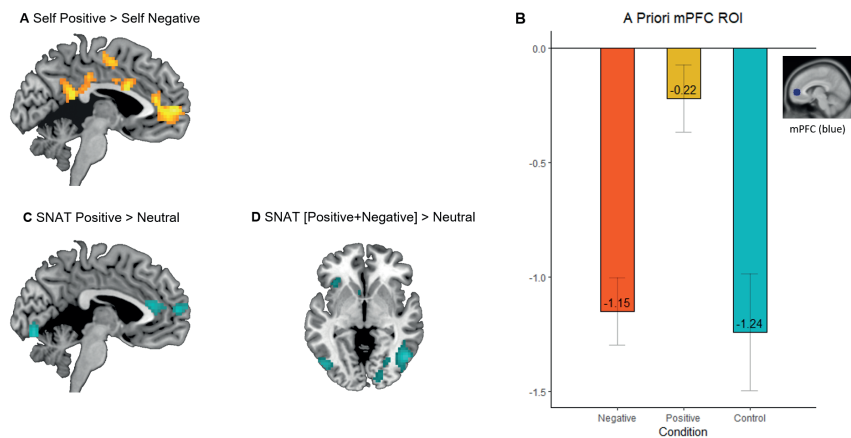 A Self Positive > Self Negative
B
A Priori mPFC ROI
0.0
-0.5
-1.0
-1.5
-1.15
-0.22
-1.24
Negative
Positive
Control
Condition
mPFC (blue)
C SNAT Positive > Neutral
D SNAT [Positive+Negative] > Neutral